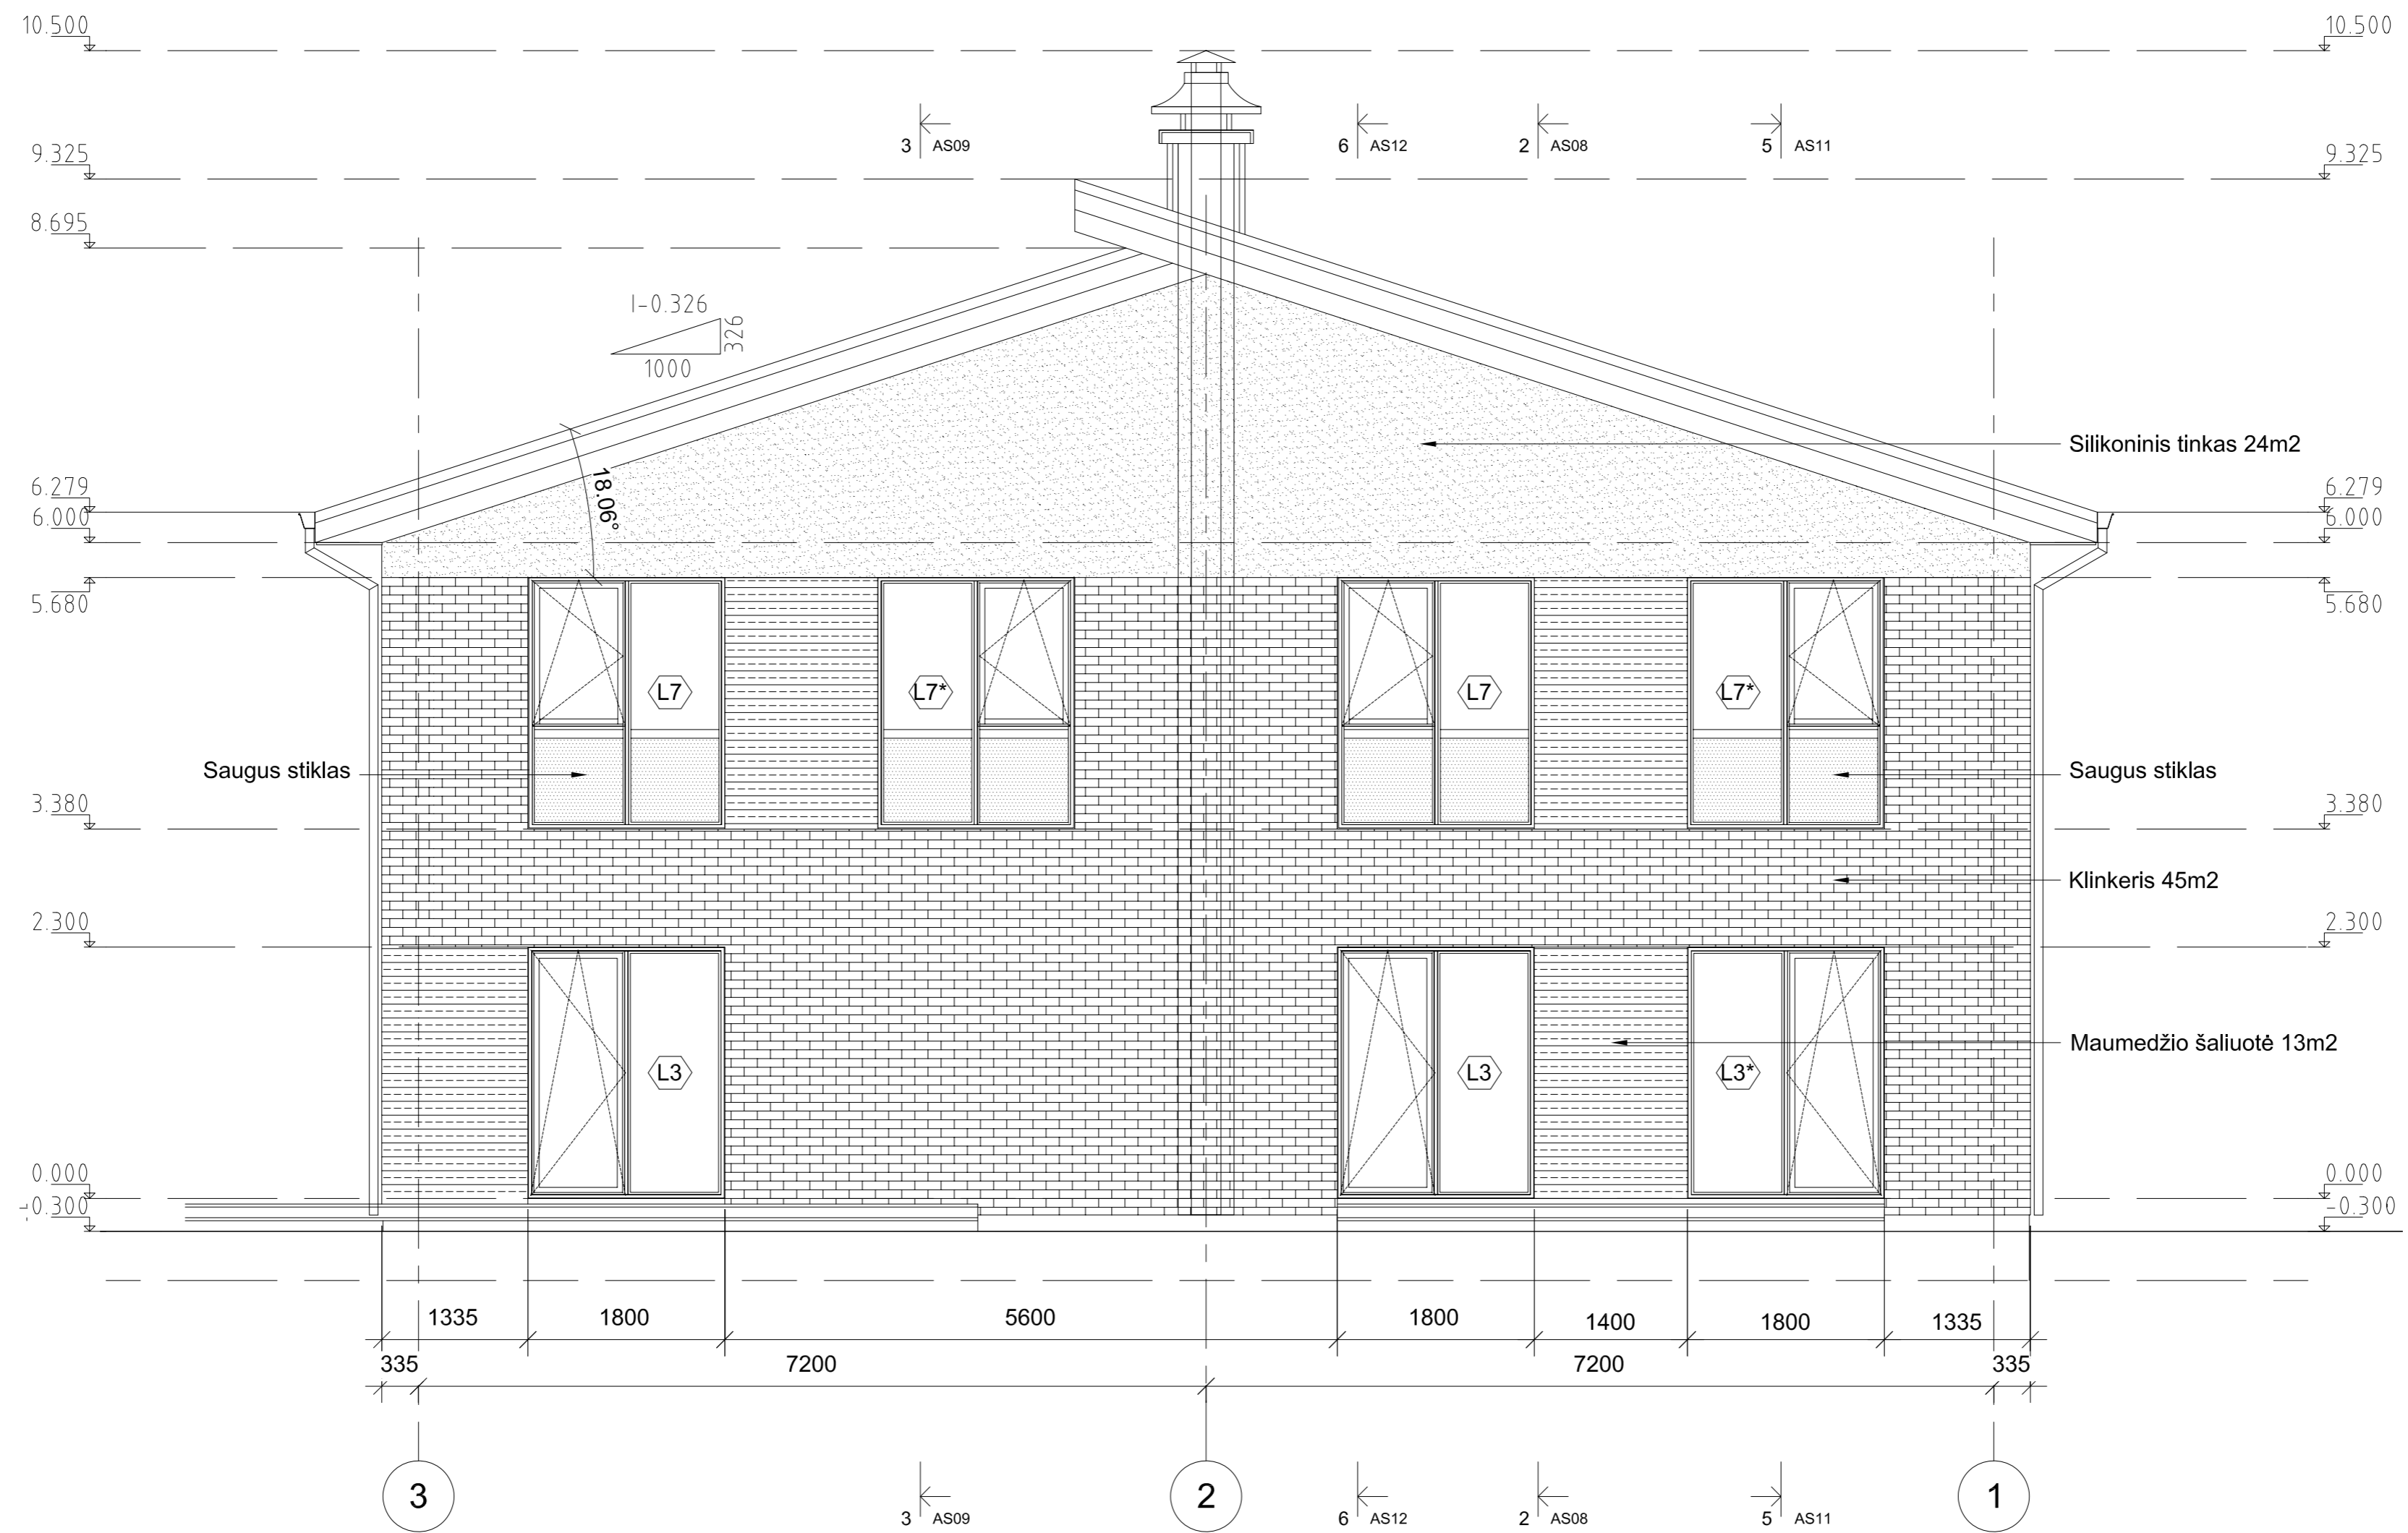 10.500 10.500
3 AS09 6 AS12 2 AS08 5 AS11
9.325 9.325
8.695
I-0.326
326
1000
18.06°
Silikoninis tinkas 24m2
6.279 6.279
6.000 6.000
5.680 5.680
L7 L7* L7 L7*
Saugus stiklas Saugus stiklas
3.380 3.380
Klinkeris 45m2
2.300 2.300
Maumedžio šaliuotė 13m2
L3 L3 L3*
0.000 0.000
-0.300 -0.300
1335 1800 5600 1800 1400 1800 1335
335 7200 7200 335
3 2 1
3 AS09 6 AS12 2 AS08 5 AS11